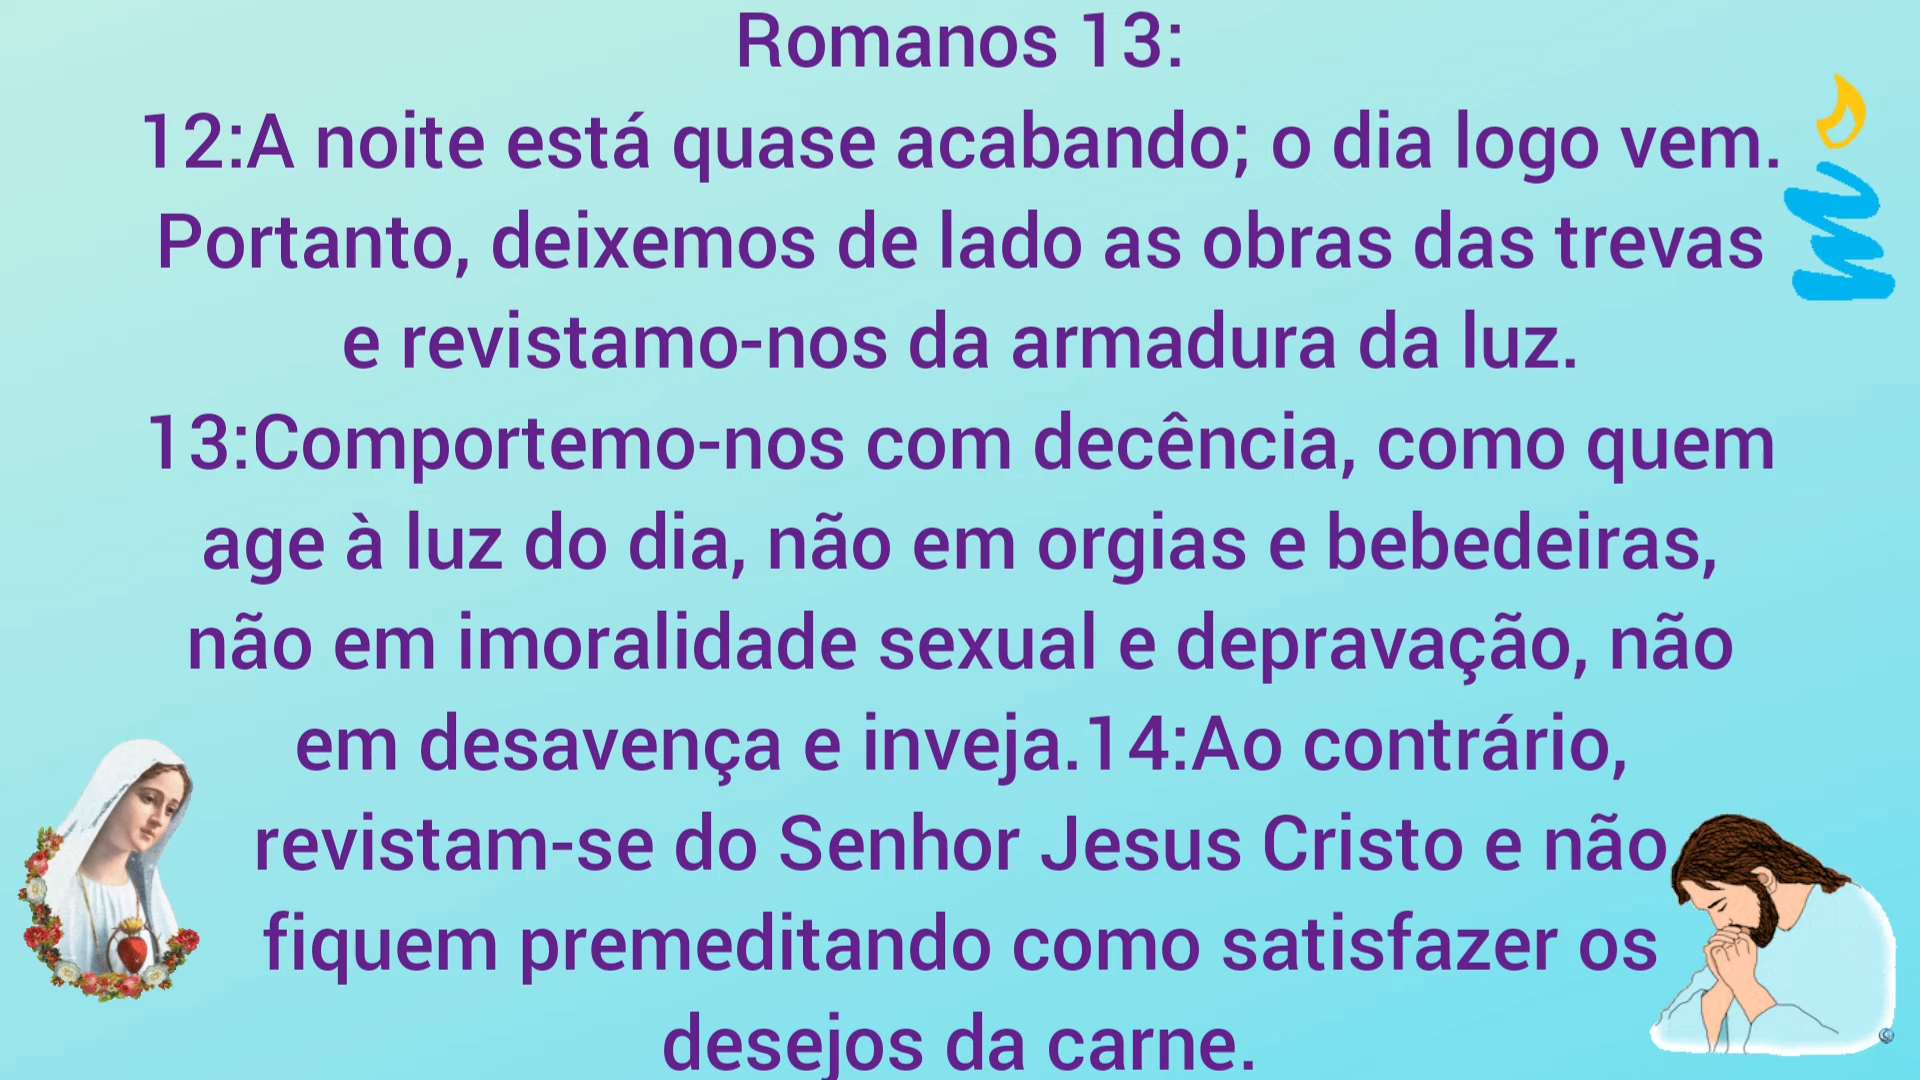 Romanos 13:
12:A noite está quase acabando; o dia logo vem.
Portanto, deixemos de lado as obras das trevas
e revistamo-nos da armadura da luz.
13:Comportemo-nos com decência, como quem
age à luz do dia, não em orgias e bebedeiras,
não em imoralidade sexual e depravação, não
em desavença e inveja.14:Ao contrário,
revistam-se do Senhor Jesus Cristo e não
fiquem premeditando como satisfazer os
desejos da carne.